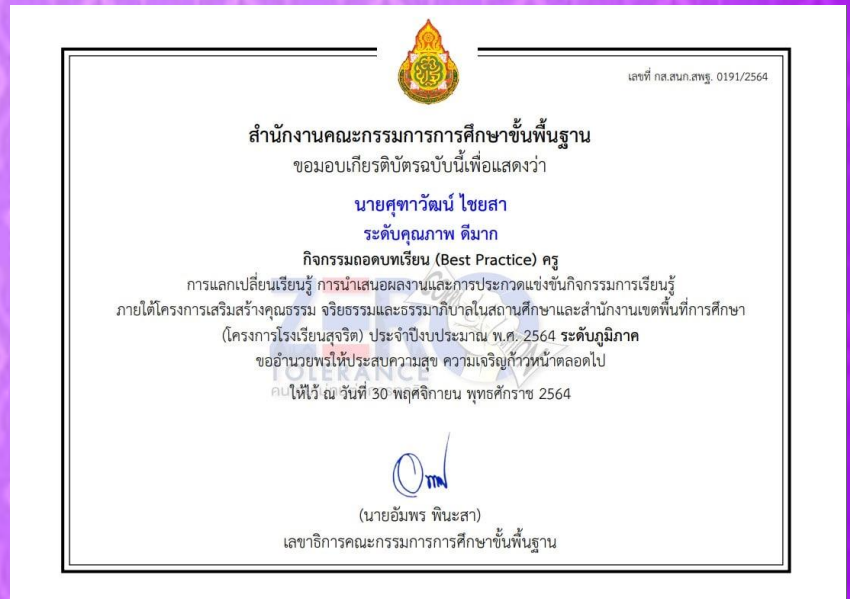 เลขที่ กส.สนก.สพฐ. 0191/2564
สำนักงานคณะกรรมการการศึกษาขั้นพื้นฐาน
ขอมอบเกียรติบัตรฉบับนี้เพื่อแสดงว่า
นายศุฑาวัฒน์ ไชยสา
ระดับคุณภาพ ดีมาก
กิจกรรมถอดบทเรียน (Best Practice) ครู
การแลกเปลี่ยนเรียนรู้ การนำเสนอผลงานและการประกวดแข่งขันกิจกรรมการเรียนรู้
ภายใต้โครงการเสริมสร้างคุณธรรม จริยธรรมและธรรมาภิบาลในสถานศึกษาและสำนักงานเขตพื้นที่การศึกษา
(โครงการโรงเรียนสุจริต) ประจำปีงบประมาณ พ.ศ. 2564 ระดับภูมิภาค
ขออำนวยพรให้ประสบความสุข ความเจริญก้าวหน้าตลอดไป
ZERO
TOLERANCE
ให้ไว้ ณ วันที่ 30 พฤศจิกายน พุทธศักราช 2564
(นายอัมพร พินะสา)
เลขาธิการคณะกรรมการการศึกษาขั้นพื้นฐาน